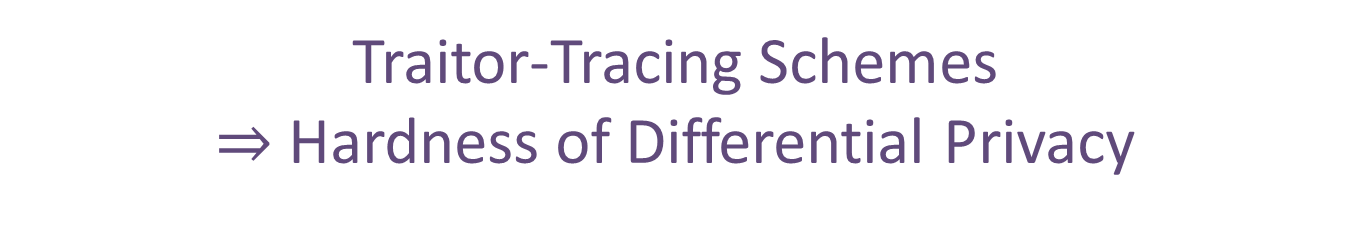 Traitor-Tracing Schemes
⇒ Hardness of Differential Privacy